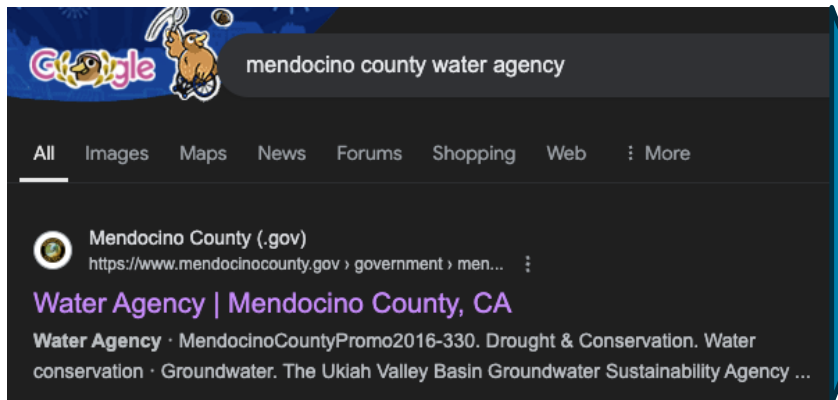 Google
mendocino county water agency
All Images Maps News Forums Shopping Web ⋮ More
Mendocino County (.gov)
https://www.mendocinocounty.gov › government › men... ⋮
Water Agency | Mendocino County, CA
Water Agency · MendocinoCountyPromo2016-330. Drought & Conservation. Water
conservation · Groundwater. The Ukiah Valley Basin Groundwater Sustainability Agency ...